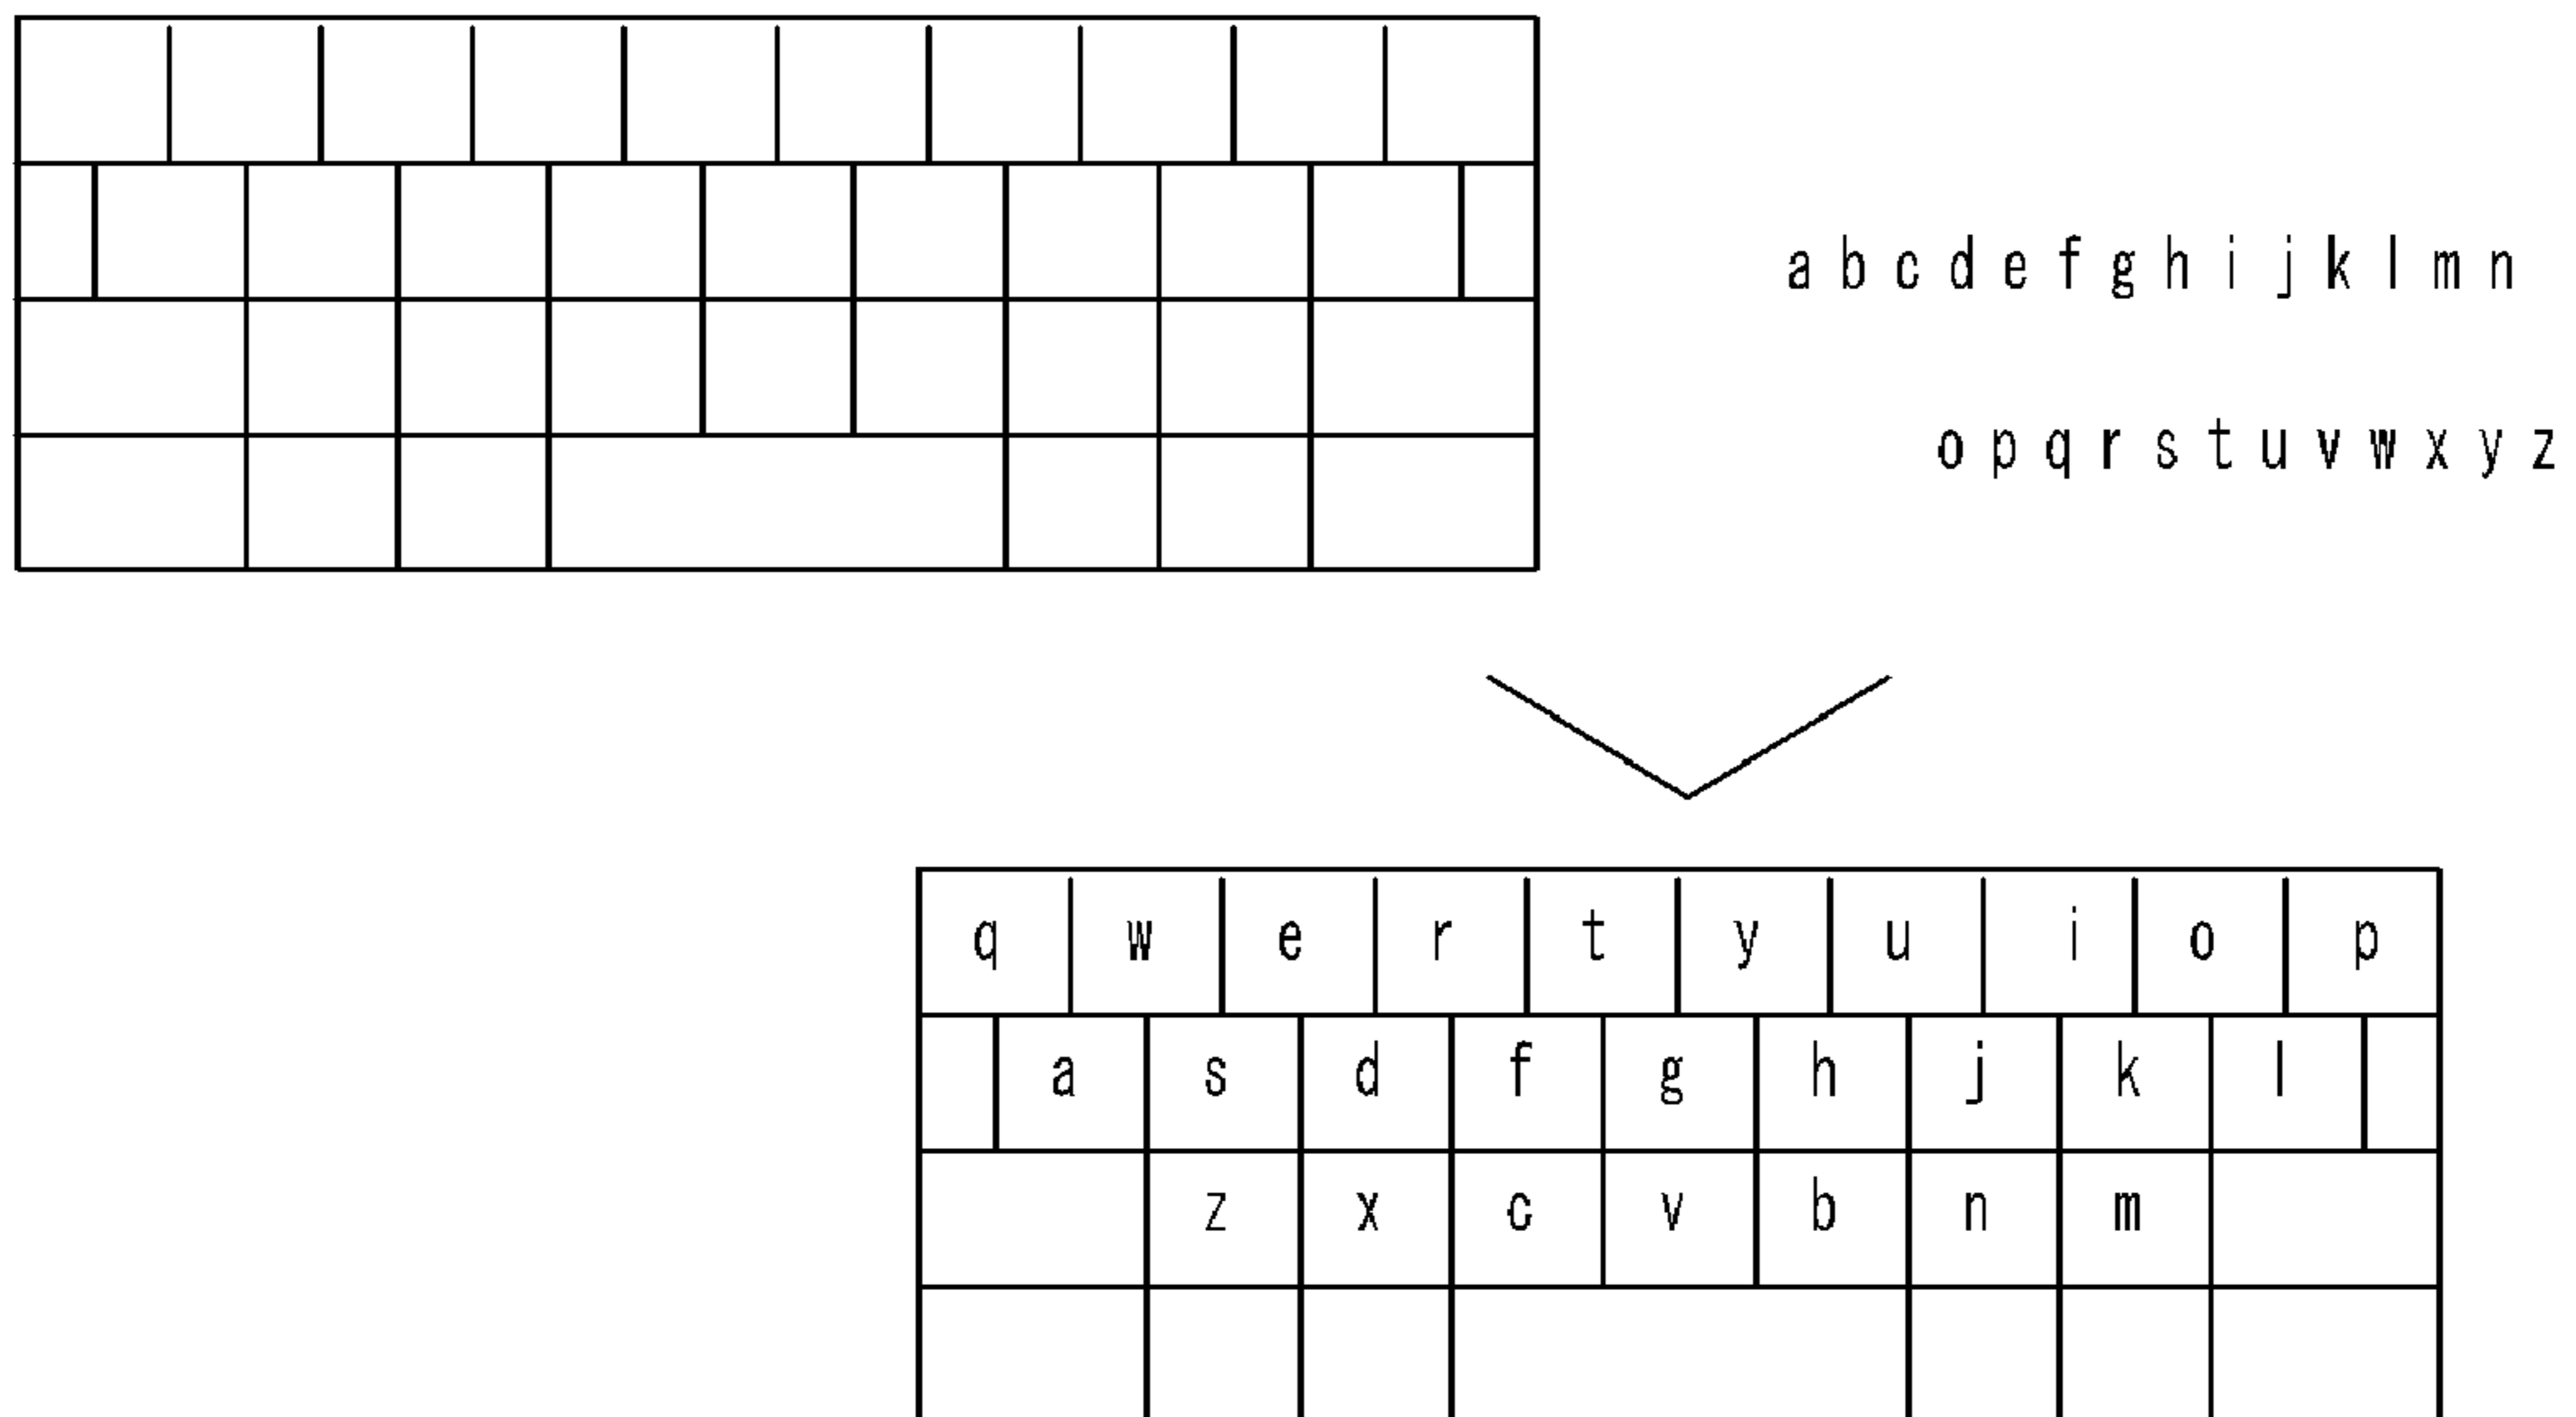 a b c d e f g h i j k l m n
o p q r s t u v w x y z
q w e r t y u i o p
a s d f g h j k l
z x c v b n m